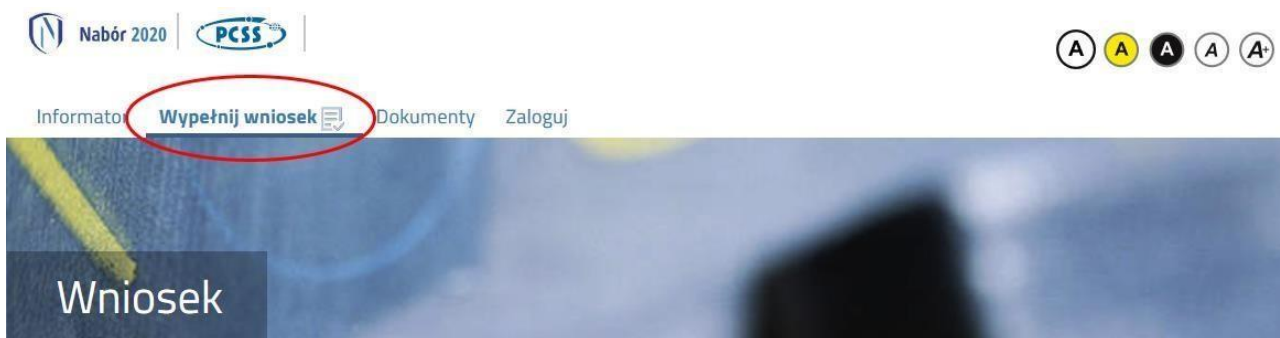 Nabór 2020 PCSS
A A A A A+
Informator Wypełnij wniosek Dokumenty Zaloguj
Wniosek